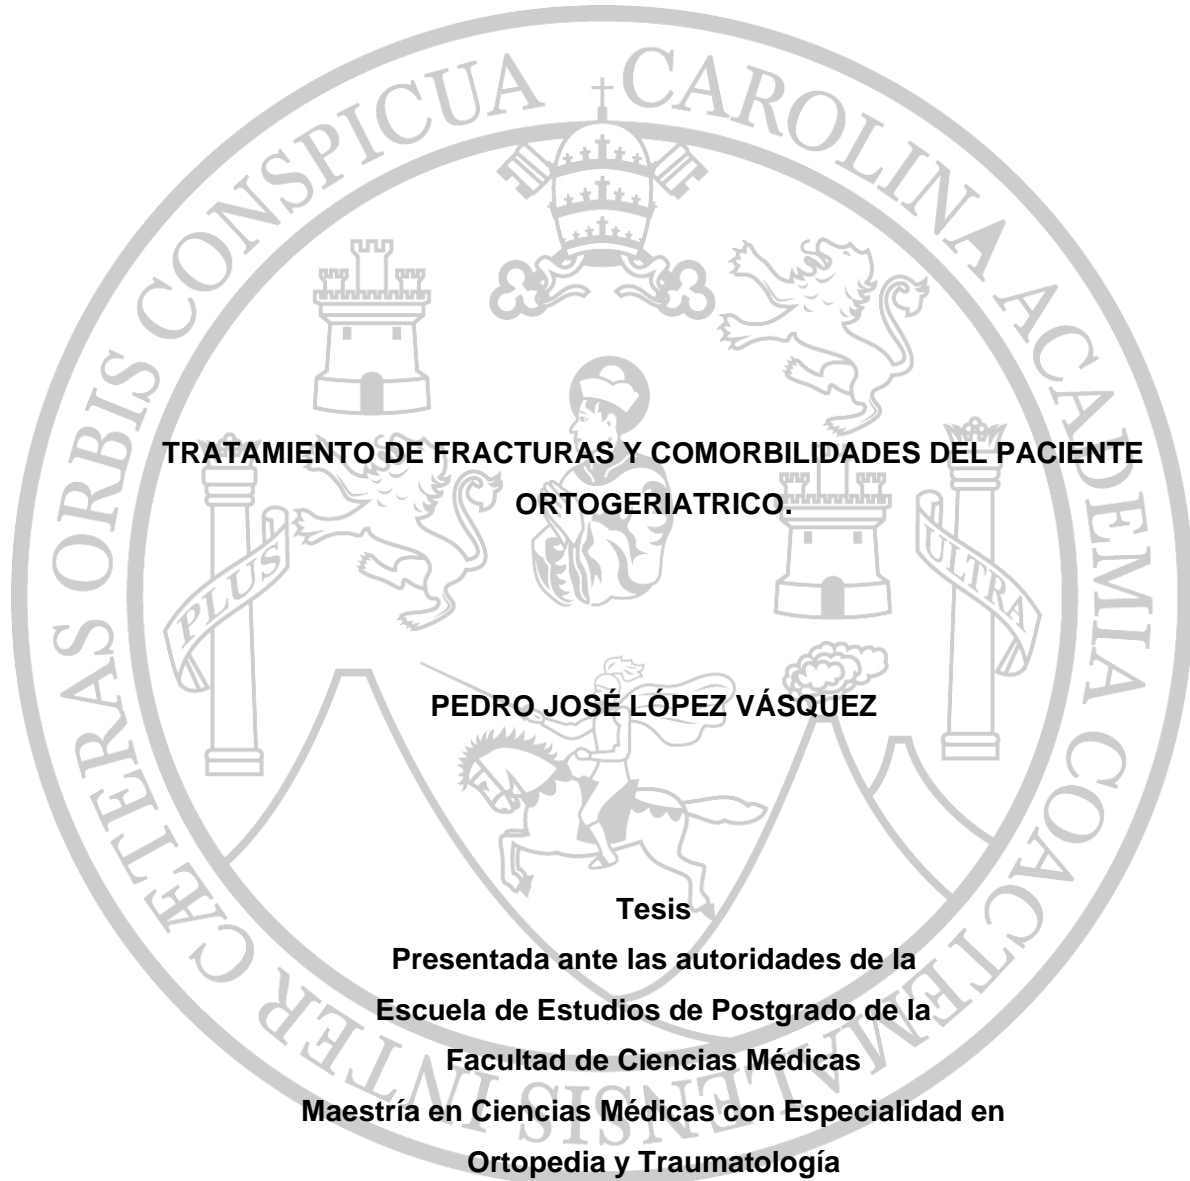 CAROLINA ACADEMIA COACTEMALENSIS INTER CÆTERAS ORBIS CONSPICUA
TRATAMIENTO DE FRACTURAS Y COMORBILIDADES DEL PACIENTE
ORTOGERIATRICO.
PLUS
ULTRA
PEDRO JOSÉ LÓPEZ VÁSQUEZ
Tesis
Presentada ante las autoridades de la
Escuela de Estudios de Postgrado de la
Facultad de Ciencias Médicas
Maestría en Ciencias Médicas con Especialidad en
Ortopedia y Traumatología